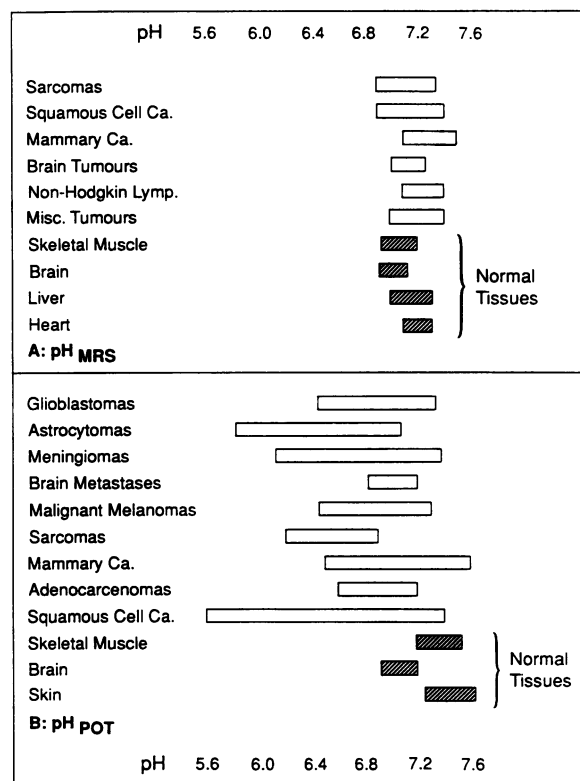 pH 5.6 6.0 6.4 6.8 7.2 7.6
Sarcomas
Squamous Cell Ca.
Mammary Ca.
Brain Tumours
Non-Hodgkin Lymp.
Misc. Tumours
Skeletal Muscle
Brain
Liver
Heart
Normal
Tissues
A: pH MRS
Glioblastomas
Astrocytomas
Meningiomas
Brain Metastases
Malignant Melanomas
Sarcomas
Mammary Ca.
Adenocarcenomas
Squamous Cell Ca.
Skeletal Muscle
Brain
Skin
Normal
Tissues
B: pH POT
pH 5.6 6.0 6.4 6.8 7.2 7.6